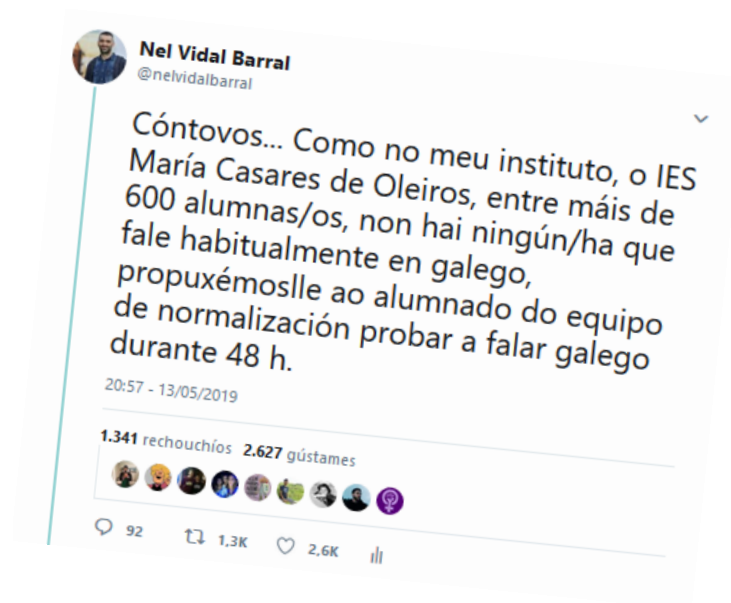 Nel Vidal Barral
@nelvidalbarral
Cóntovos... Como no meu instituto, o IES
María Casares de Oleiros, entre máis de
600 alumnas/os, non hai ningún/ha que
fale habitualmente en galego,
propuxémoslle ao alumnado do equipo
de normalización probar a falar galego
durante 48 h.
20:57 - 13/05/2019
1.341 rechouchíos 2.627 gústames
92 1,3K 2,6K